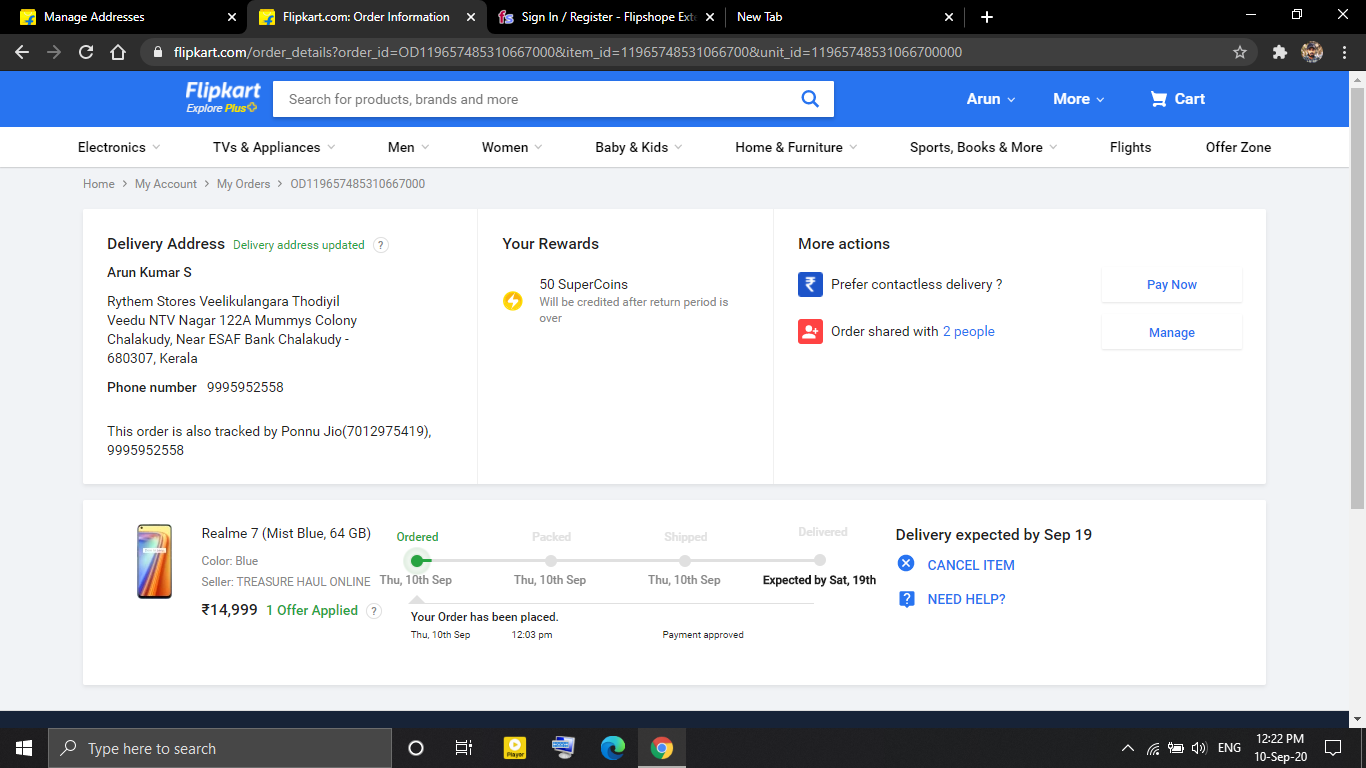 Manage Addresses
Flipkart.com: Order Information
Sign In / Register - Flipshope Exte
New Tab
flipkart.com/order_details?order_id=OD119657485310667000&item_id=11965748531066700&unit_id=11965748531066700000
Flipkart
Explore Plus
Search for products, brands and more
Arun
More
Cart
Electronics
TVs & Appliances
Men
Women
Baby & Kids
Home & Furniture
Sports, Books & More
Flights
Offer Zone
Home > My Account > My Orders > OD119657485310667000
Delivery Address Delivery address updated ?
Arun Kumar S
Rythem Stores Veelikulangara Thodiyil
Veedu NTV Nagar 122A Mummys Colony
Chalakudy, Near ESAF Bank Chalakudy -
680307, Kerala
Phone number 9995952558
This order is also tracked by Ponnu Jio(7012975419),
9995952558
Your Rewards
50 SuperCoins
Will be credited after return period is
over
More actions
₹ Prefer contactless delivery ?
Pay Now
Order shared with 2 people
Manage
Realme 7 (Mist Blue, 64 GB)
Color: Blue
Seller: TREASURE HAUL ONLINE
₹14,999 1 Offer Applied ?
Ordered
Packed
Shipped
Delivered
Thu, 10th Sep
Thu, 10th Sep
Thu, 10th Sep
Expected by Sat, 19th
Your Order has been placed.
Thu, 10th Sep 12:03 pm Payment approved
Delivery expected by Sep 19
CANCEL ITEM
? NEED HELP?
Type here to search
Player
ENG
12:22 PM
10-Sep-20